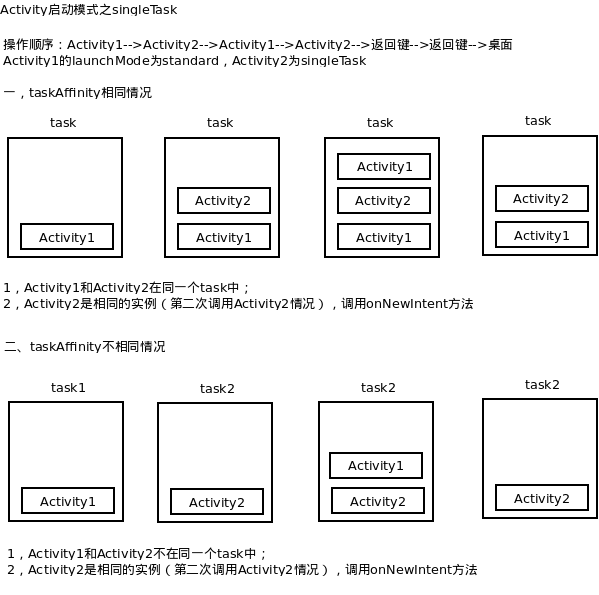 Activity启动模式之singleTask
操作顺序：Activity1-->Activity2-->Activity1-->Activity2-->返回键-->返回键-->桌面
Activity1的launchMode为standard，Activity2为singleTask
一，taskAffinity相同情况
task
task
task
task
Activity1
Activity2
Activity1
Activity1
Activity2
Activity1
Activity2
Activity1
1，Activity1和Activity2在同一个task中；
2，Activity2是相同的实例（第二次调用Activity2情况），调用onNewIntent方法
二、taskAffinity不相同情况
task1
task2
task2
task2
Activity1
Activity2
Activity1
Activity2
Activity2
1，Activity1和Activity2不在同一个task中；
2，Activity2是相同的实例（第二次调用Activity2情况），调用onNewIntent方法